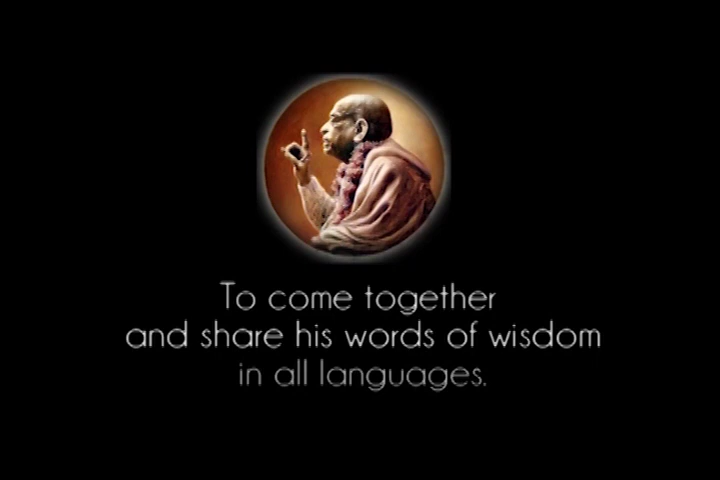 To come together
and share his words of wisdom
in all languages.